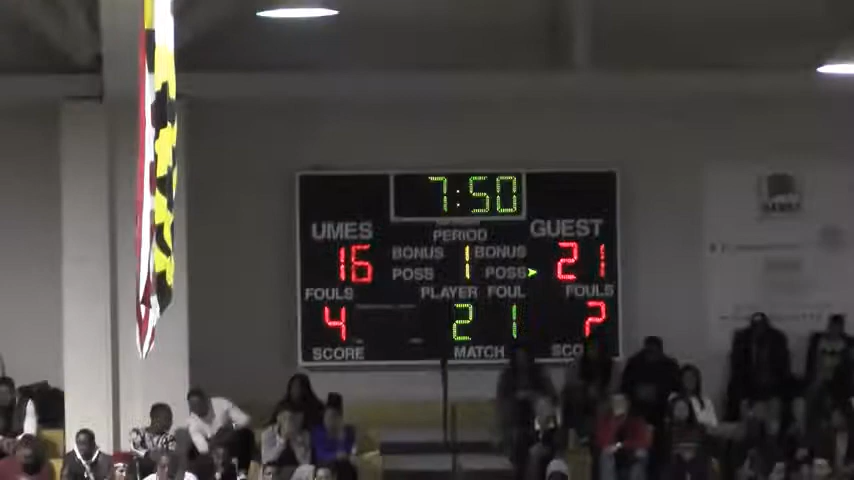 7:50
UMES PERIOD GUEST
16 BONUS 1 BONUS 21
POSS POSS
FOULS PLAYER FOUL FOULS
4 2 1
SCORE MATCH